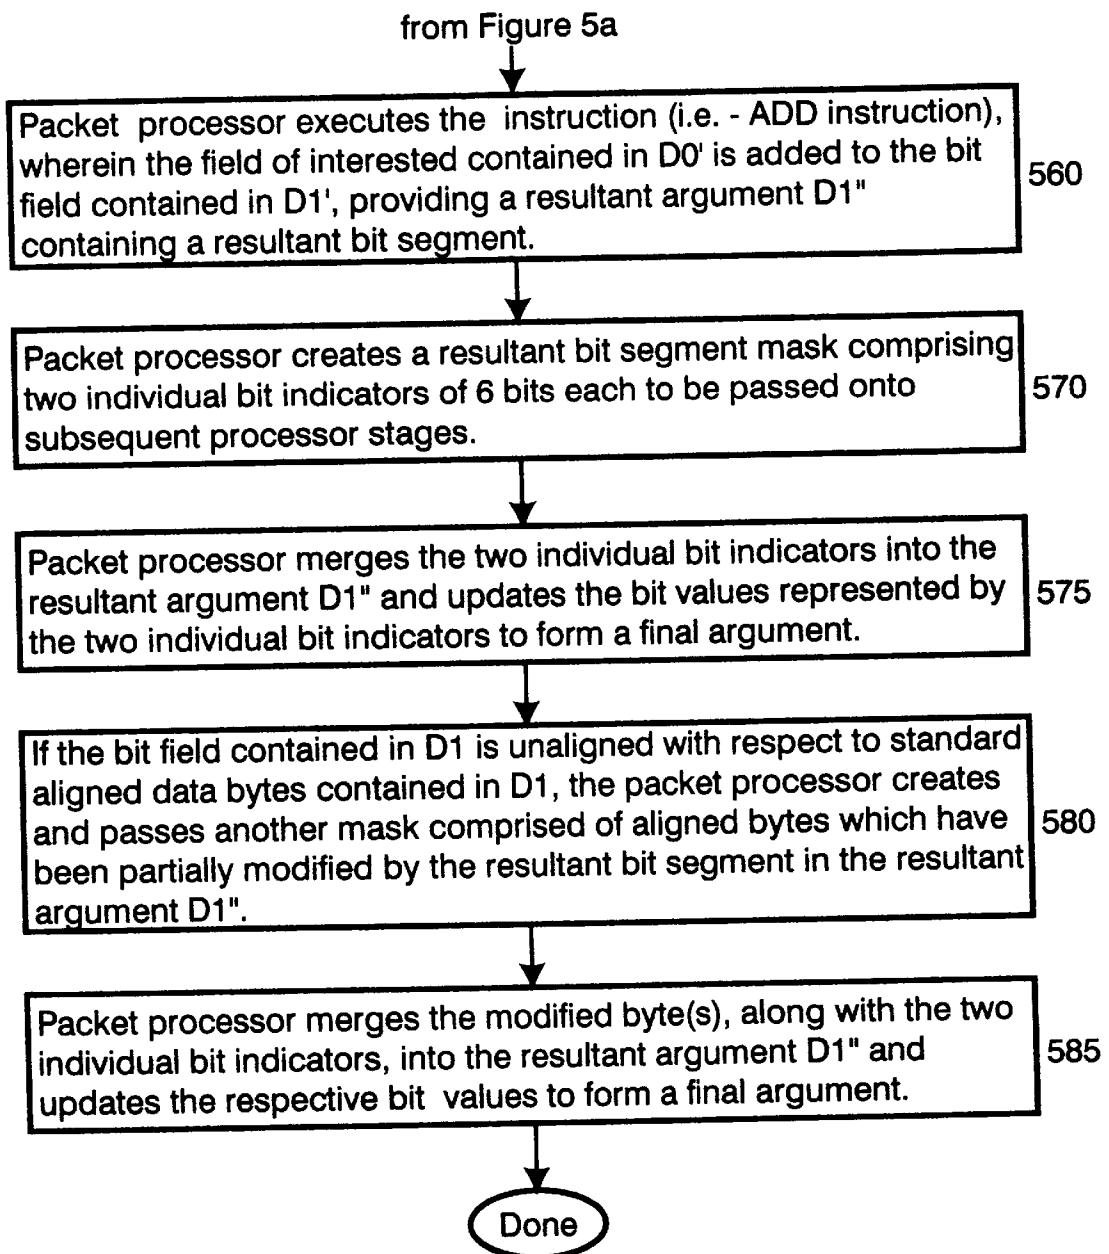 from Figure 5a
Packet processor executes the instruction (i.e. - ADD instruction),
wherein the field of interested contained in D0' is added to the bit
field contained in D1', providing a resultant argument D1"
containing a resultant bit segment.
560
Packet processor creates a resultant bit segment mask comprising
two individual bit indicators of 6 bits each to be passed onto
subsequent processor stages.
570
Packet processor merges the two individual bit indicators into the
resultant argument D1" and updates the bit values represented by
the two individual bit indicators to form a final argument.
575
If the bit field contained in D1 is unaligned with respect to standard
aligned data bytes contained in D1, the packet processor creates
and passes another mask comprised of aligned bytes which have
been partially modified by the resultant bit segment in the resultant
argument D1".
580
Packet processor merges the modified byte(s), along with the two
individual bit indicators, into the resultant argument D1" and
updates the respective bit values to form a final argument.
585
Done